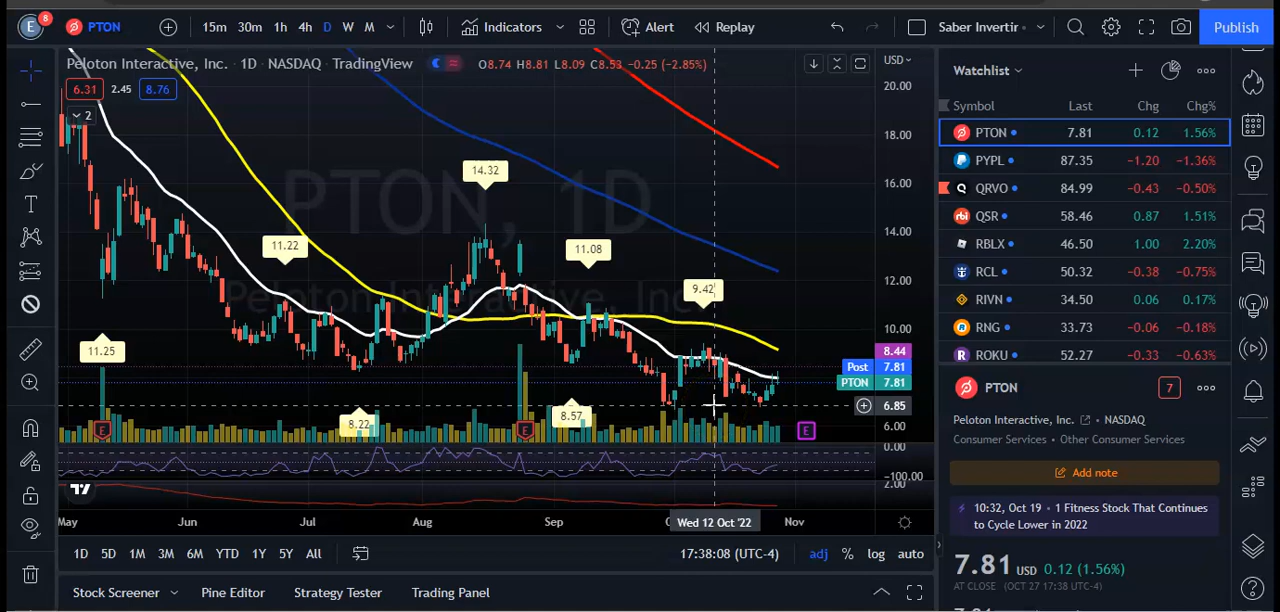 E 8 PTON 15m 30m 1h 4h D W M Indicators Alert Replay Saber Invertir Publish
Peloton Interactive, Inc. · 1D · NASDAQ · TradingView O8.74 H8.81 L8.09 C8.53 −0.25 (−2.85%) USD
6.31 2.45 8.76
2
20.00
18.00
16.00
14.00
12.00
10.00
6.00
0.00
−100.00
2.00
PTON, 1D
Peloton Interactive, Inc.
14.32
11.22
11.08
9.42
11.25
8.22
8.57
8.44
Post 7.81
PTON 7.81
6.85
E
E
E
May Jun Jul Aug Sep Wed 12 Oct '22 Nov
1D 5D 1M 3M 6M YTD 1Y 5Y All 17:38:08 (UTC-4) adj % log auto
Stock Screener Pine Editor Strategy Tester Trading Panel
Watchlist
Symbol Last Chg Chg%
PTON 7.81 0.12 1.56%
PYPL 87.35 −1.20 −1.36%
QRVO 84.99 −0.43 −0.50%
QSR 58.46 0.87 1.51%
RBLX 46.50 1.00 2.20%
RCL 50.32 −0.38 −0.75%
RIVN 34.50 0.06 0.17%
RNG 33.73 −0.06 −0.18%
ROKU 52.27 −0.33 −0.63%
PTON 7
Peloton Interactive, Inc. · NASDAQ
Consumer Services · Other Consumer Services
Add note
10:32, Oct 19 · 1 Fitness Stock That Continues
to Cycle Lower in 2022
7.81 USD 0.12 (1.56%)
AT CLOSE (OCT 27 17:38 UTC-4)